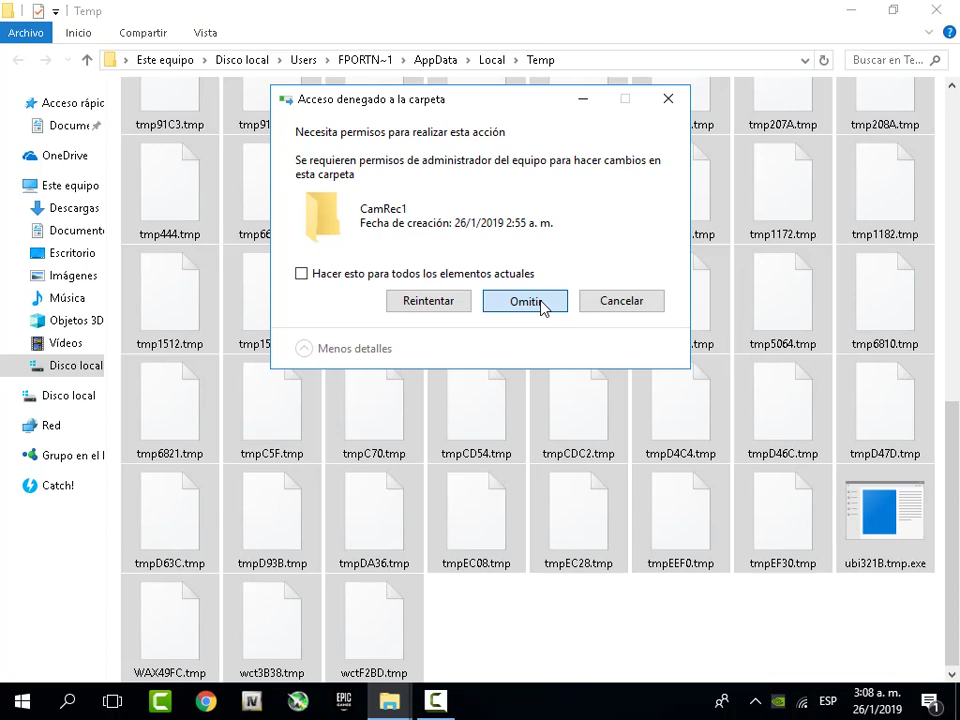 Temp
Archivo
Inicio
Compartir
Vista
Este equipo
Disco local
Users
FPORTN~1
AppData
Local
Temp
Buscar en Te...
Acceso rápic
Docume
OneDrive
Este equipo
Descargas
Documente
Escritorio
Imágenes
Música
Objetos 3D
Vídeos
Disco local
Disco local
Red
Grupo en el l
Catch!
Acceso denegado a la carpeta
Necesita permisos para realizar esta acción
Se requieren permisos de administrador del equipo para hacer cambios en
esta carpeta
CamRec1
Fecha de creación: 26/1/2019 2:55 a. m.
Hacer esto para todos los elementos actuales
Reintentar
Cancelar
Menos detalles
tmp91C3.tmp
tmp91
.tmp
tmp207A.tmp
tmp208A.tmp
tmp444.tmp
tmp66
.tmp
tmp1172.tmp
tmp1182.tmp
tmp1512.tmp
tmp15
.tmp
tmp5064.tmp
tmp6810.tmp
tmp6821.tmp
tmpC5F.tmp
tmpC70.tmp
tmpCD54.tmp
tmpCDC2.tmp
tmpD4C4.tmp
tmpD46C.tmp
tmpD47D.tmp
tmpD63C.tmp
tmpD93B.tmp
tmpDA36.tmp
tmpEC08.tmp
tmpEC28.tmp
tmpEEF0.tmp
tmpEF30.tmp
ubi321B.tmp.exe
WAX49FC.tmp
wct3B38.tmp
wctF2BD.tmp
IV
EPIC
GAMES
ESP
3:08 a. m.
26/1/2019
1